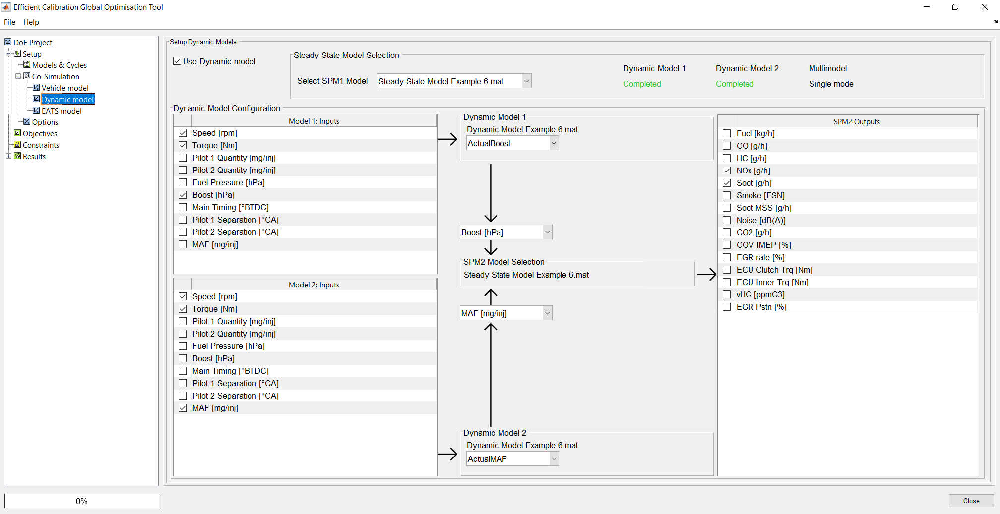 Efficient Calibration Global Optimisation Tool
File Help
DoE Project
Setup
Models & Cycles
Co-Simulation
Vehicle model
Dynamic model
EATS model
Options
Objectives
Constraints
Results
0%
Setup Dynamic Models
Use Dynamic model
Steady State Model Selection
Select SPM1 Model Steady State Model Example 6.mat
Dynamic Model 1 Dynamic Model 2 Multimodel
Completed Completed Single mode
Dynamic Model Configuration
Model 1: Inputs
Speed [rpm]
Torque [Nm]
Pilot 1 Quantity [mg/inj]
Pilot 2 Quantity [mg/inj]
Fuel Pressure [hPa]
Boost [hPa]
Main Timing [°BTDC]
Pilot 1 Separation [°CA]
Pilot 2 Separation [°CA]
MAF [mg/inj]
Model 2: Inputs
Speed [rpm]
Torque [Nm]
Pilot 1 Quantity [mg/inj]
Pilot 2 Quantity [mg/inj]
Fuel Pressure [hPa]
Boost [hPa]
Main Timing [°BTDC]
Pilot 1 Separation [°CA]
Pilot 2 Separation [°CA]
MAF [mg/inj]
Dynamic Model 1
Dynamic Model Example 6.mat
ActualBoost
Boost [hPa]
SPM2 Model Selection
Steady State Model Example 6.mat
MAF [mg/inj]
Dynamic Model 2
Dynamic Model Example 6.mat
ActualMAF
SPM2 Outputs
Fuel [kg/h]
CO [g/h]
HC [g/h]
NOx [g/h]
Soot [g/h]
Smoke [FSN]
Soot MSS [g/h]
Noise [dB(A)]
CO2 [g/h]
COV IMEP [%]
EGR rate [%]
ECU Clutch Trq [Nm]
ECU Inner Trq [Nm]
vHC [ppmC3]
EGR Pstn [%]
Close